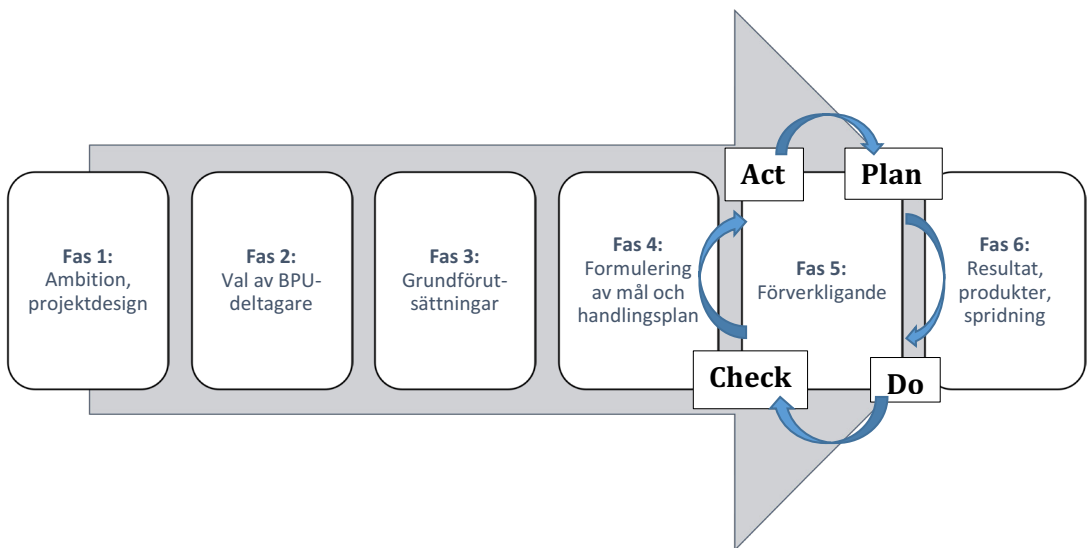 Fas 1:
Ambition,
projektdesign
Fas 2:
Val av BPU-
deltagare
Fas 3:
Grundförut-
sättningar
Fas 4:
Formulering
av mål och
handlingsplan
Act
Plan
Fas 5:
Förverkligande
Check
Do
Fas 6:
Resultat,
produkter,
spridning